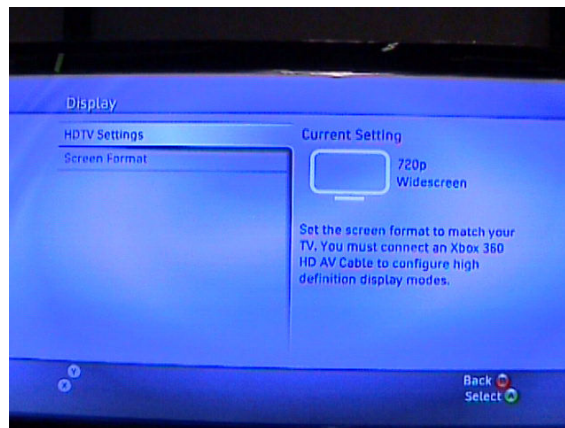 Display
HDTV Settings
Screen Format
Current Setting
720p
Widescreen
Set the screen format to match your
TV. You must connect an Xbox 360
HD AV Cable to configure high
definition display modes.
Y
X
Back B
Select A